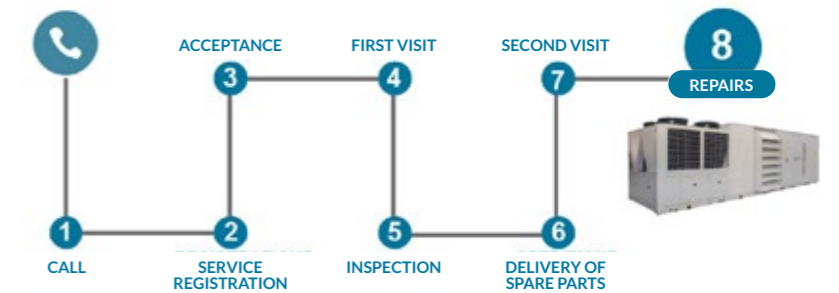 ACCEPTANCE
FIRST VISIT
SECOND VISIT
8
REPAIRS
3
4
7
1
2
5
6
CALL
SERVICE
REGISTRATION
INSPECTION
DELIVERY OF
SPARE PARTS